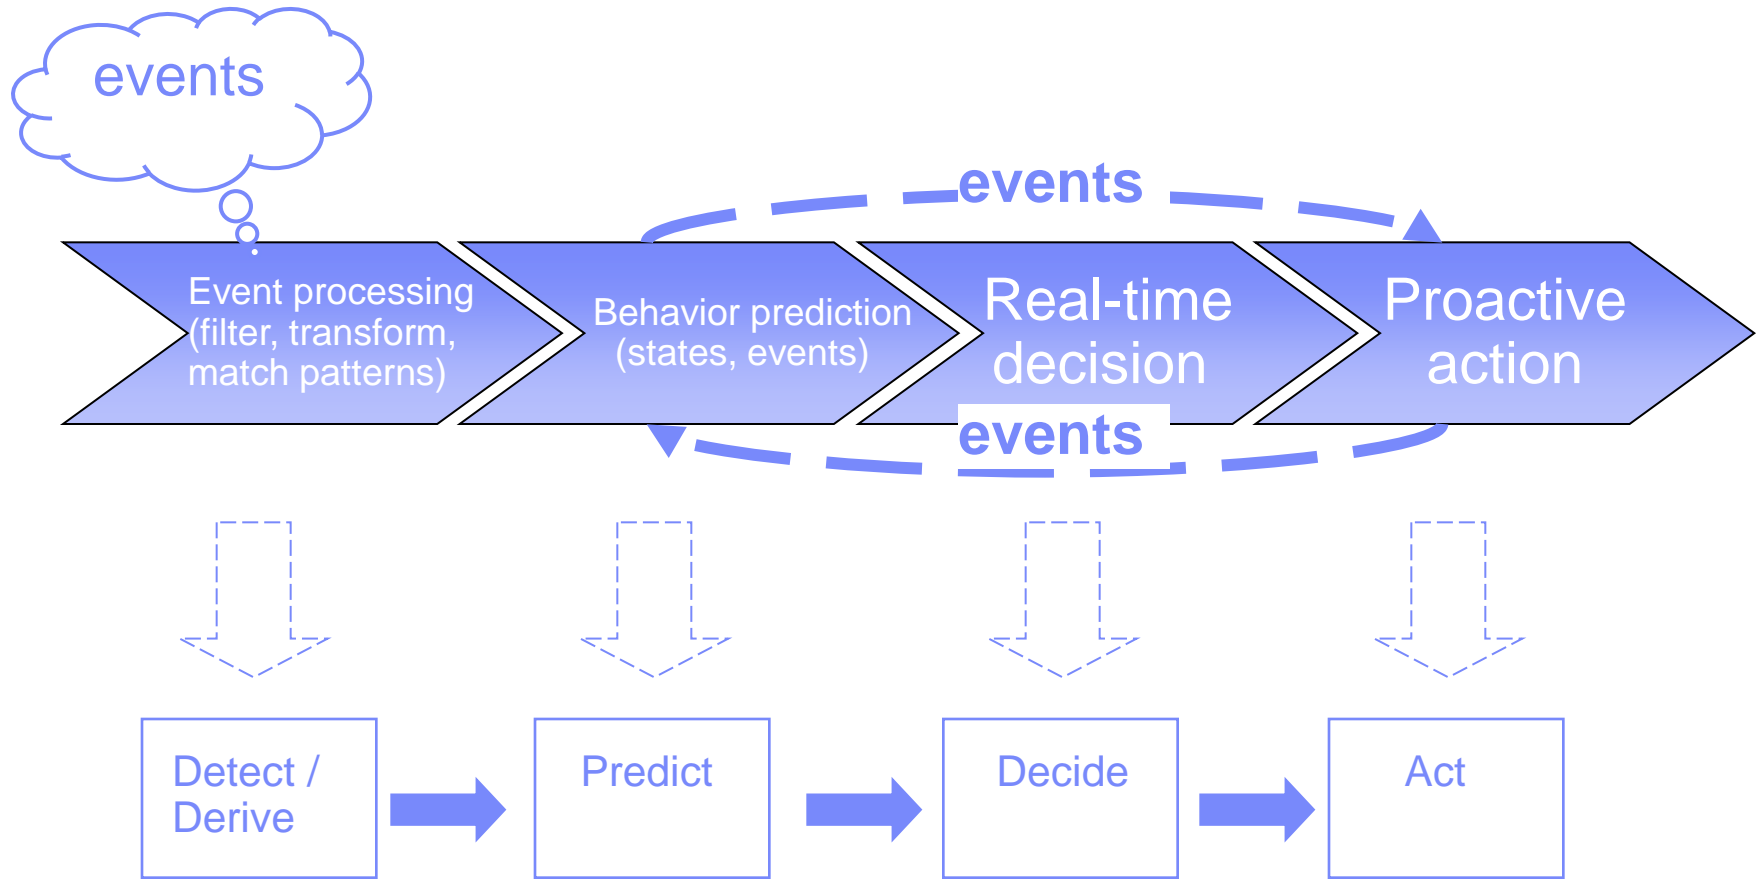 events
events
Event processing
(filter, transform,
match patterns)
Behavior prediction
(states, events)
Real-time
decision
Proactive
action
events
Detect /
Derive
Predict
Decide
Act